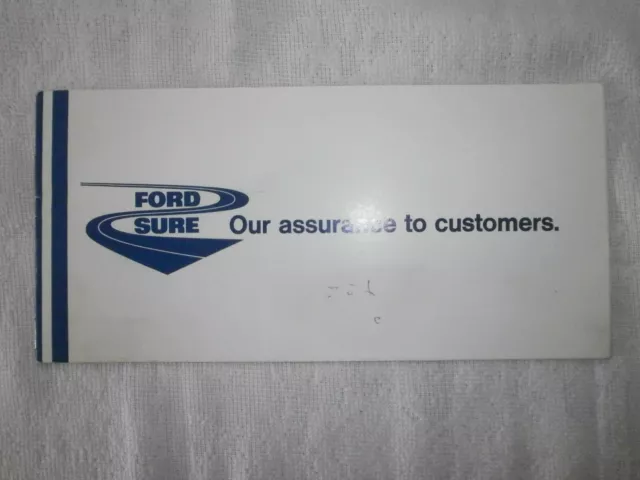 FORD
SURE
Our assurance to customers.